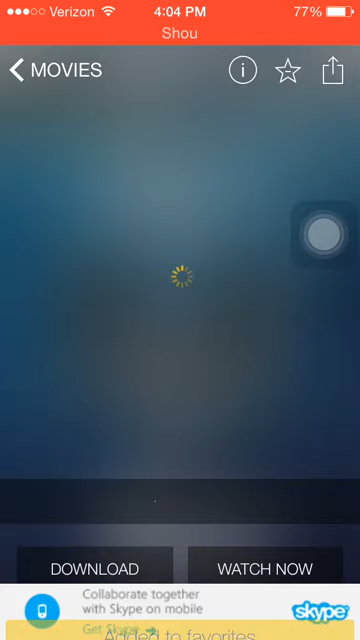 Verizon 4:04 PM 77%
Shou
MOVIES
DOWNLOAD WATCH NOW
Collaborate together
with Skype on mobile
Get Skype
skype
Added to favorites